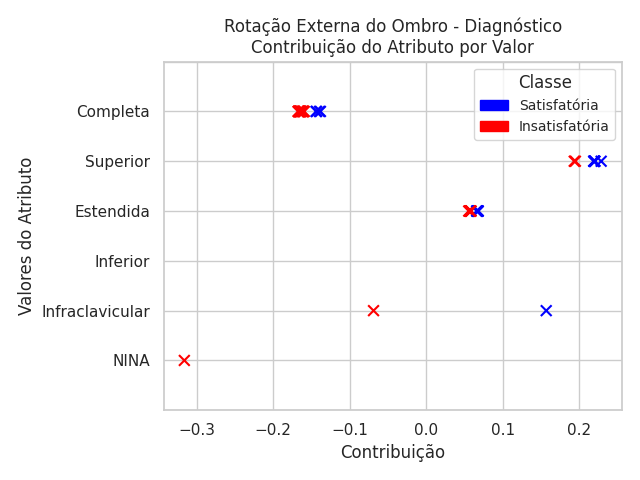 Rotação Externa do Ombro - Diagnóstico
Contribuição do Atributo por Valor
Classe
Satisfatória
Insatisfatória
Valores do Atributo
Completa
Superior
Estendida
Inferior
Infraclavicular
NINA
−0.3 −0.2 −0.1 0.0 0.1 0.2
Contribuição